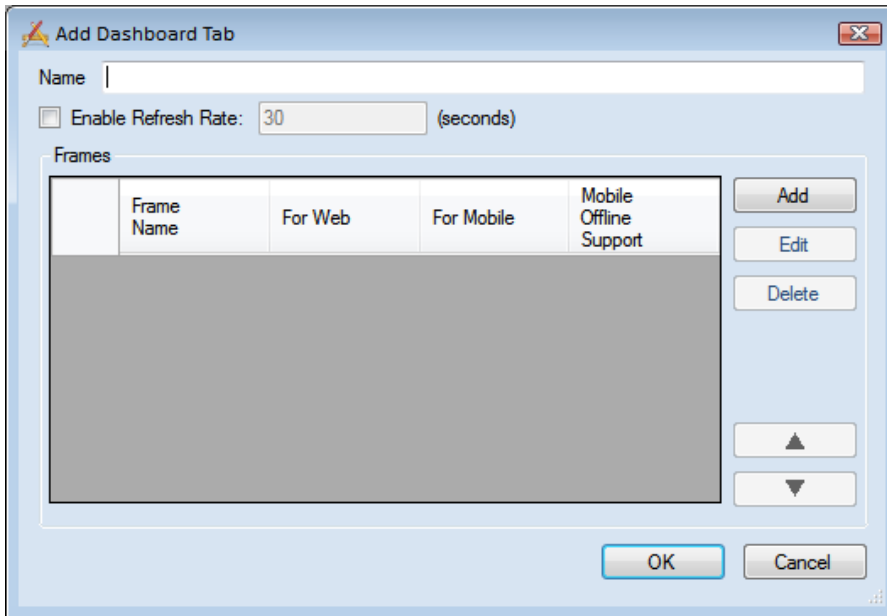 Add Dashboard Tab
Name
Enable Refresh Rate: 30 (seconds)
Frames
Frame
Name
For Web
For Mobile
Mobile
Offline
Support
Add
Edit
Delete
OK
Cancel